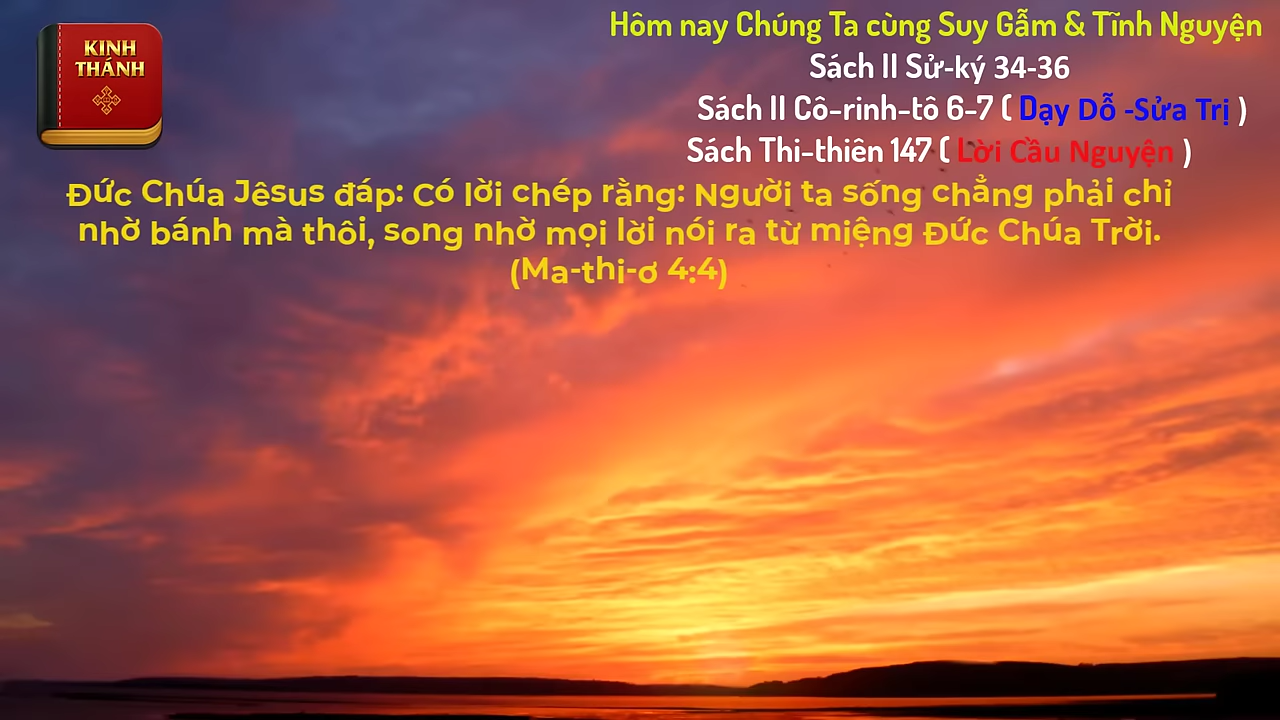 KINH
THÁNH
Hôm nay Chúng Ta cùng Suy Gẫm & Tĩnh Nguyện
Sách II Sử-ký 34-36
Sách II Cô-rinh-tô 6-7 ( Dạy Dỗ -Sửa Trị )
Sách Thi-thiên 147 ( Lời Cầu Nguyện )
Đức Chúa Jêsus đáp: Có lời chép rằng: Người ta sống chẳng phải chỉ
nhờ bánh mà thôi, song nhờ mọi lời nói ra từ miệng Đức Chúa Trời.
(Ma-thi-ơ 4:4)